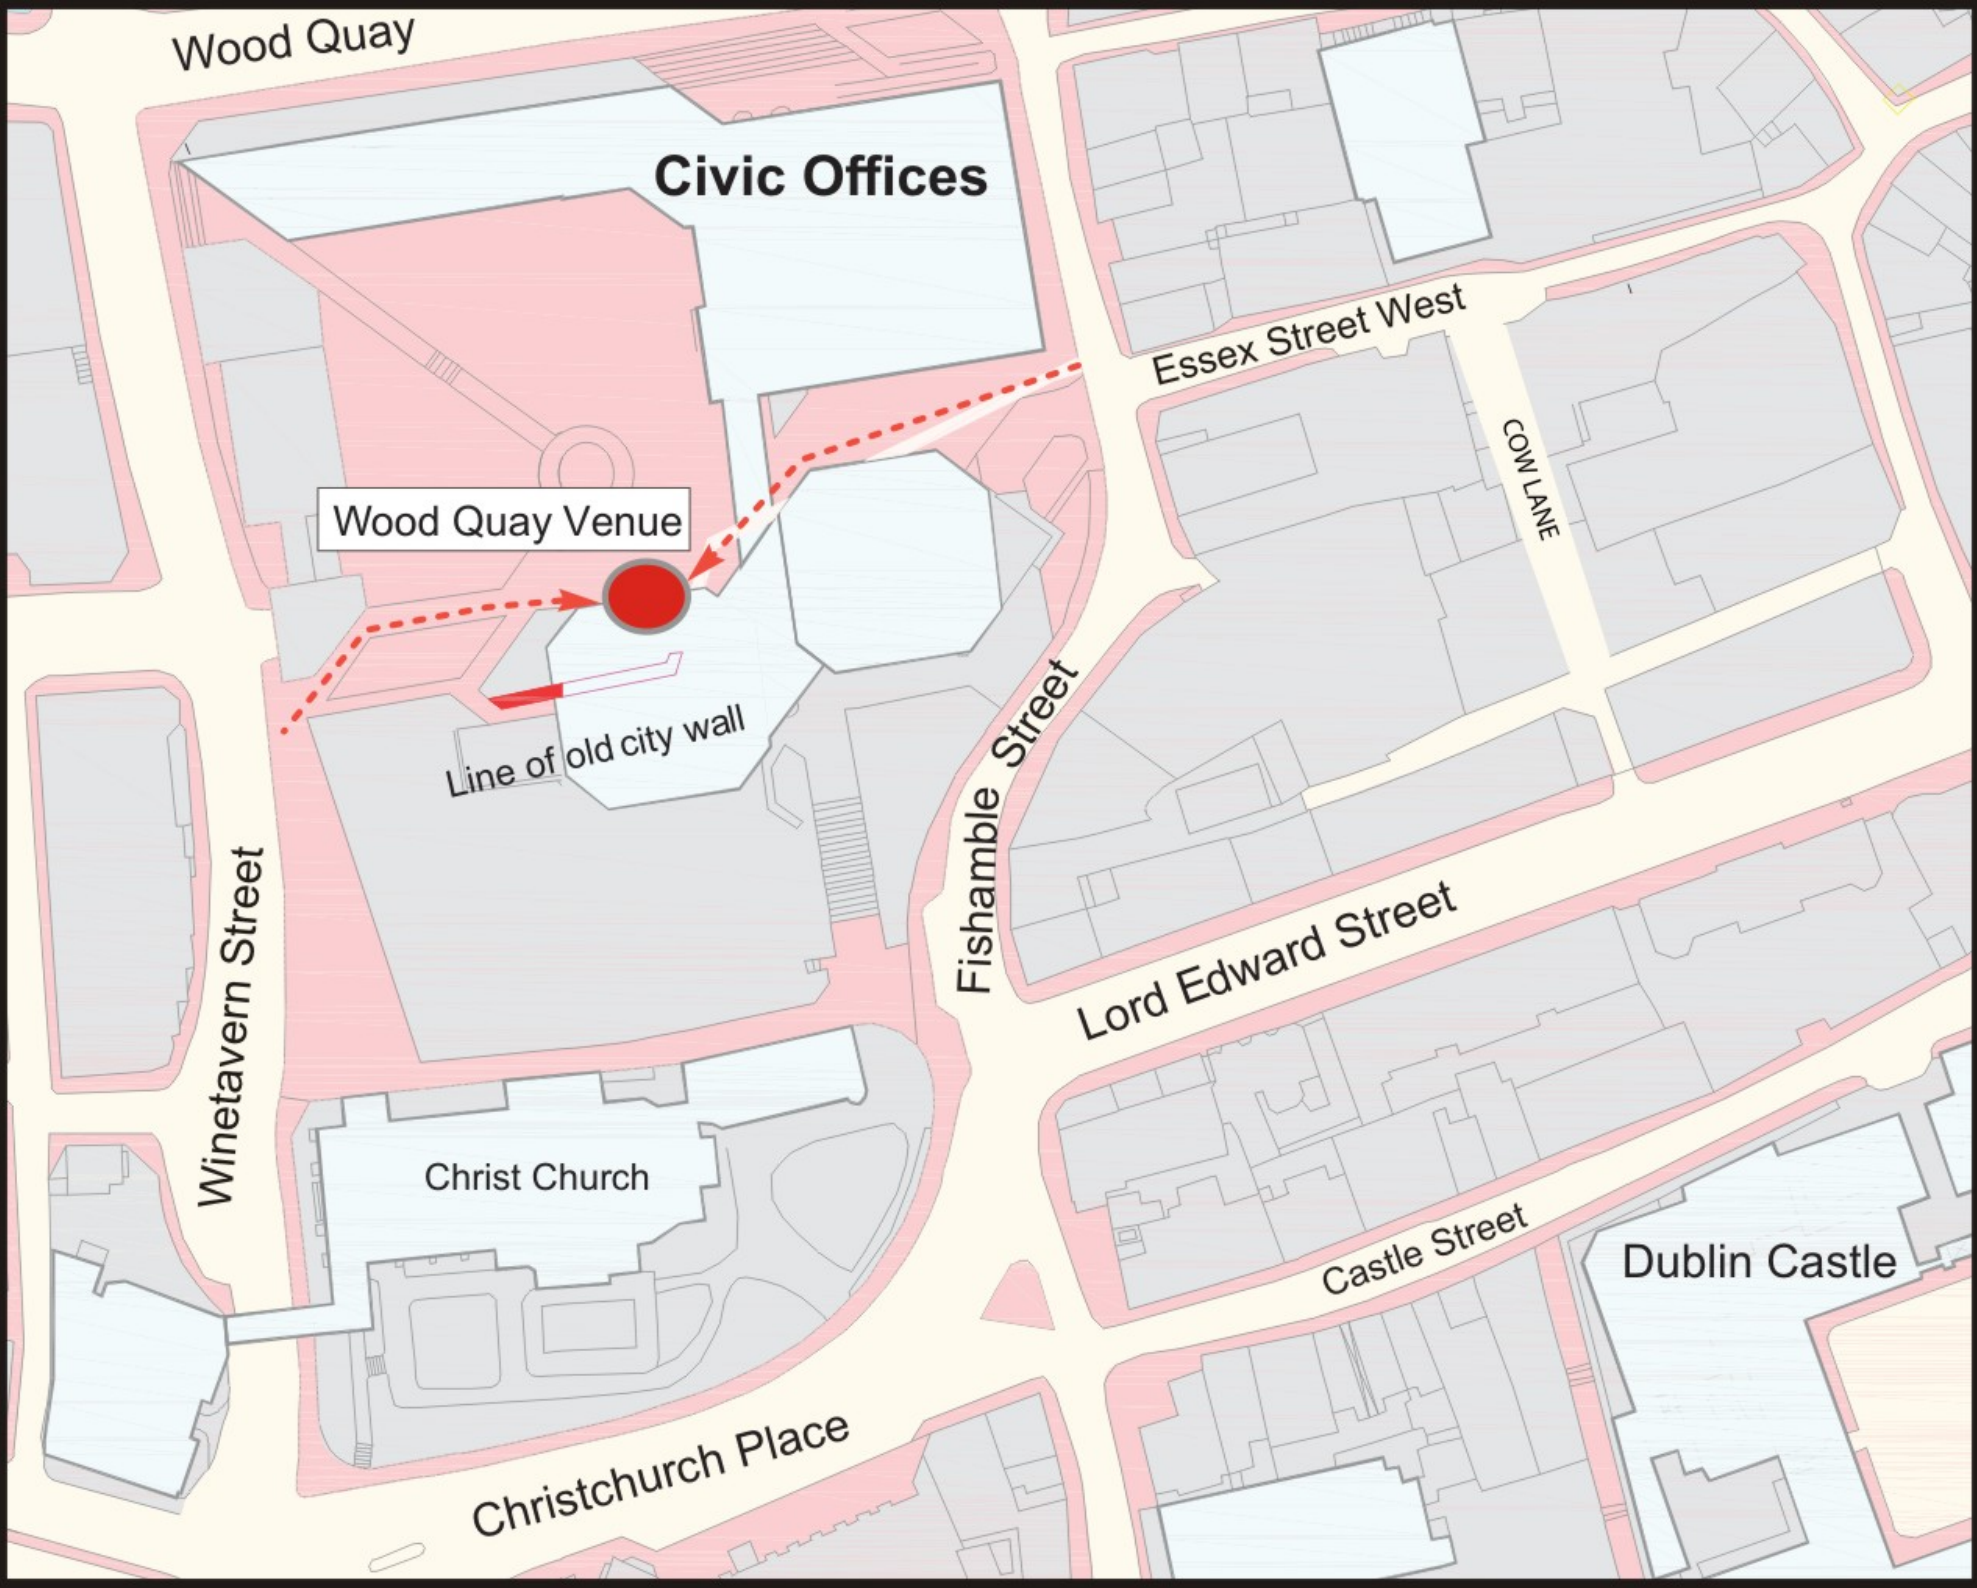 Wood Quay
Civic Offices
Essex Street West
COW LANE
Wood Quay Venue
Line of old city wall
Fishamble Street
Winetavern Street
Lord Edward Street
Christ Church
Castle Street
Dublin Castle
Christchurch Place